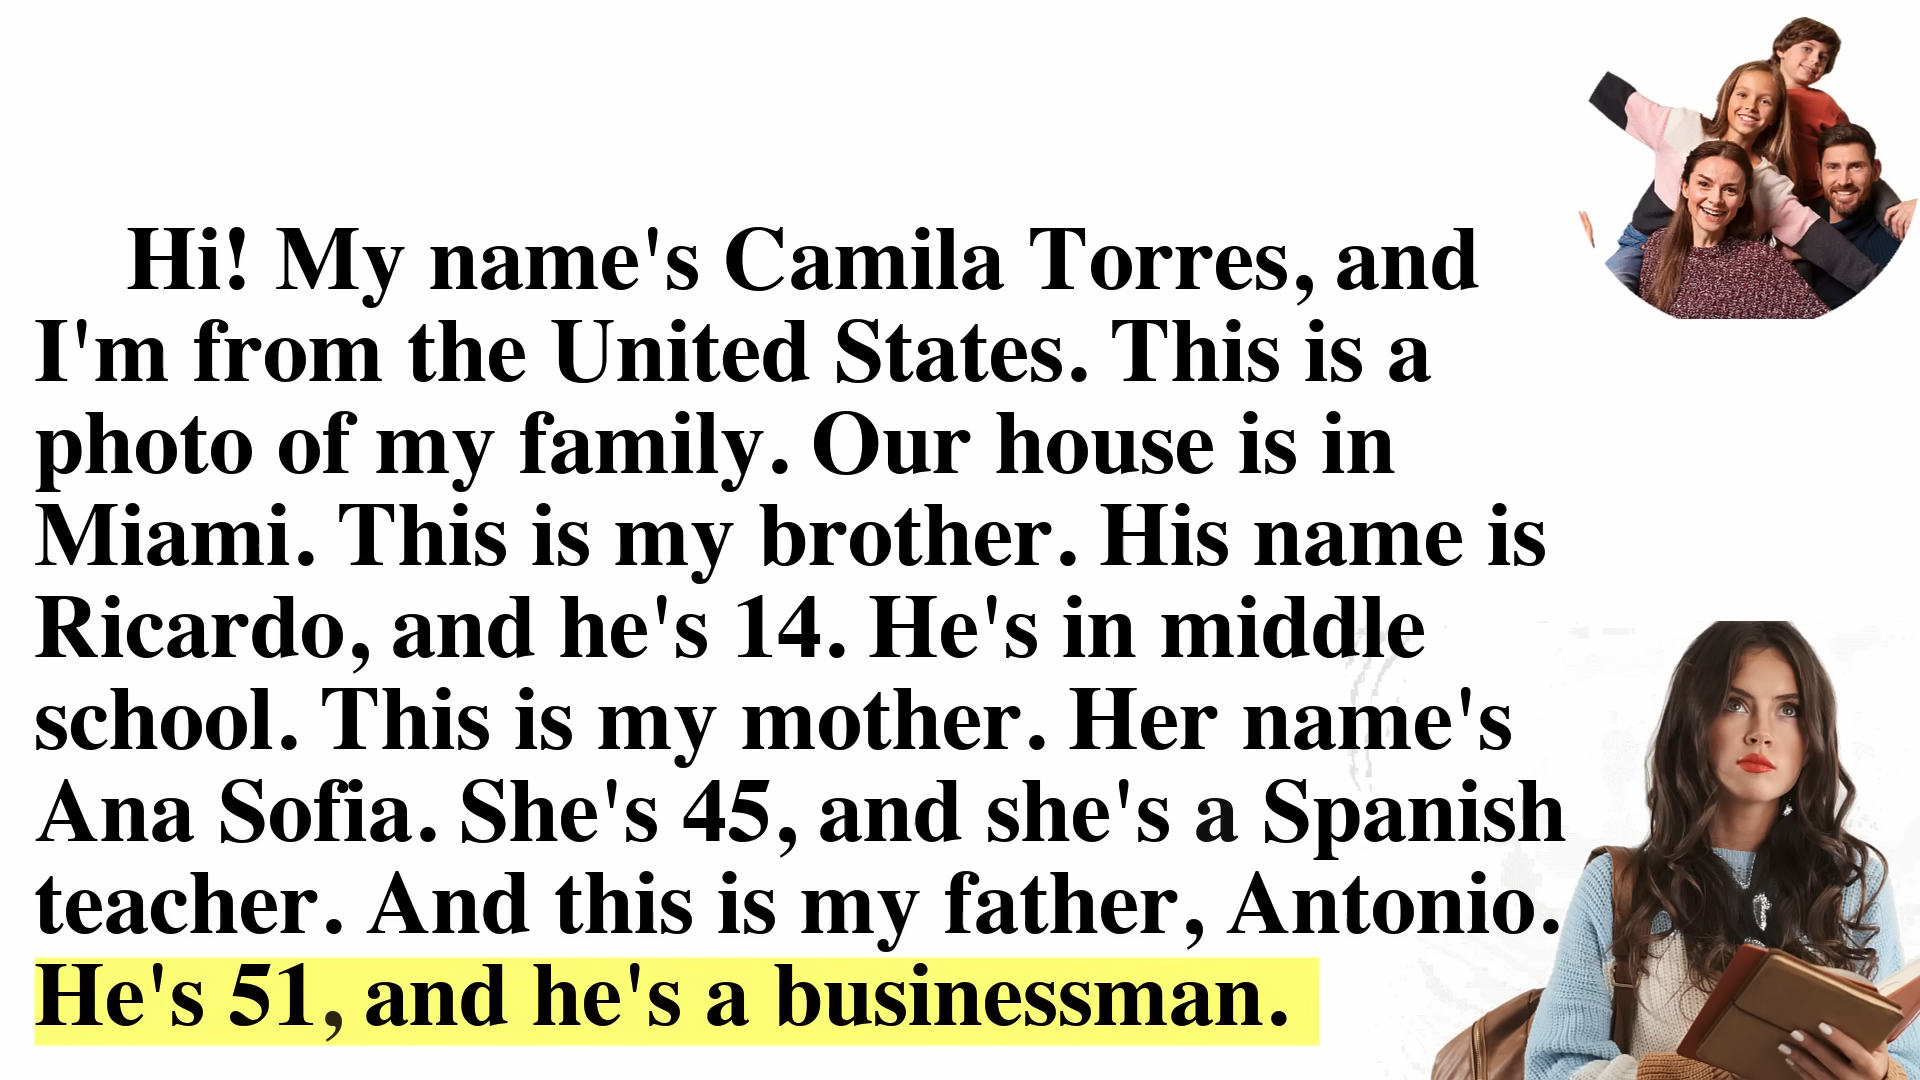 Hi! My name's Camila Torres, and
I'm from the United States. This is a
photo of my family. Our house is in
Miami. This is my brother. His name is
Ricardo, and he's 14. He's in middle
school. This is my mother. Her name's
Ana Sofia. She's 45, and she's a Spanish
teacher. And this is my father, Antonio.
He's 51, and he's a businessman.